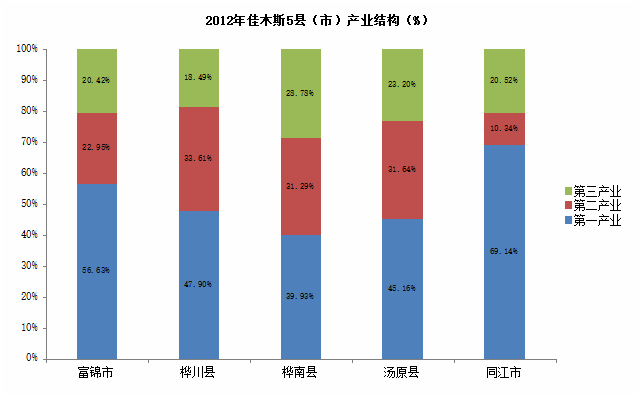 2012年佳木斯5县（市）产业结构（%）
100%
90%
80%
70%
60%
50%
40%
30%
20%
10%
0%
20.42%
18.49%
28.78%
23.20%
20.52%
22.95%
33.61%
31.29%
31.64%
10.34%
56.63%
47.90%
39.93%
45.16%
69.14%
第三产业
第二产业
第一产业
富锦市
桦川县
桦南县
汤原县
同江市